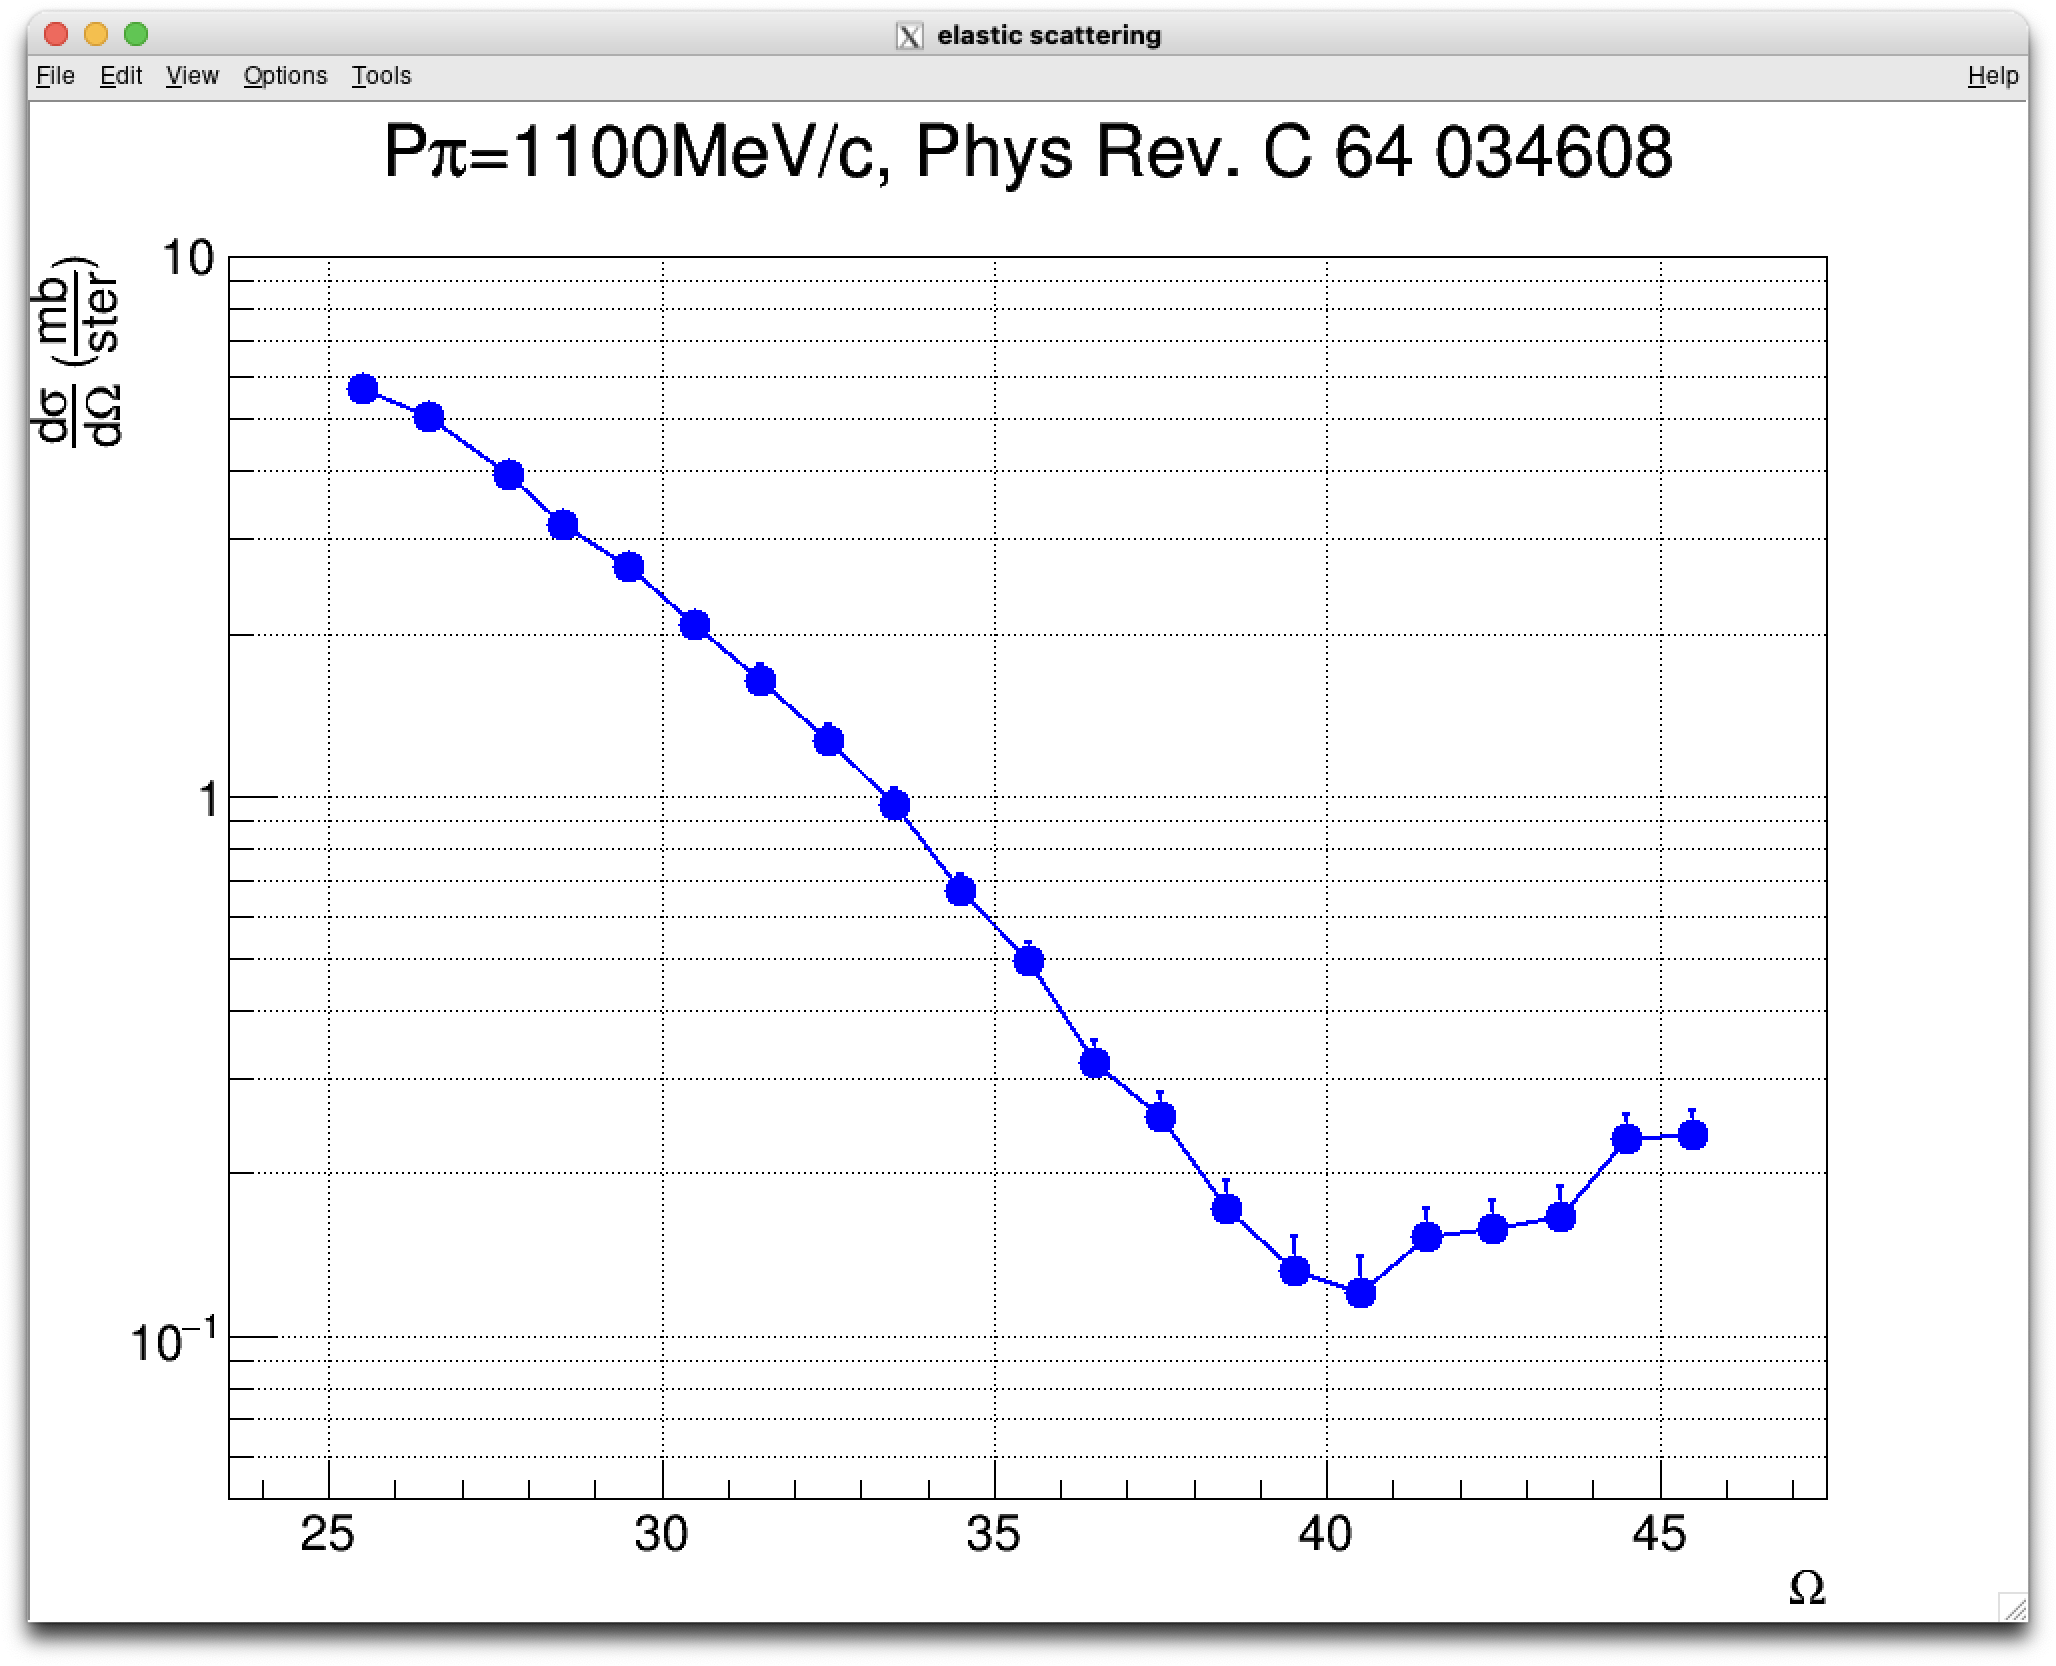 elastic scattering
File Edit View Options Tools Help
Pπ=1100MeV/c, Phys Rev. C 64 034608
dσ/dΩ (mb/ster)
10
1
10⁻¹
25 30 35 40 45
Ω